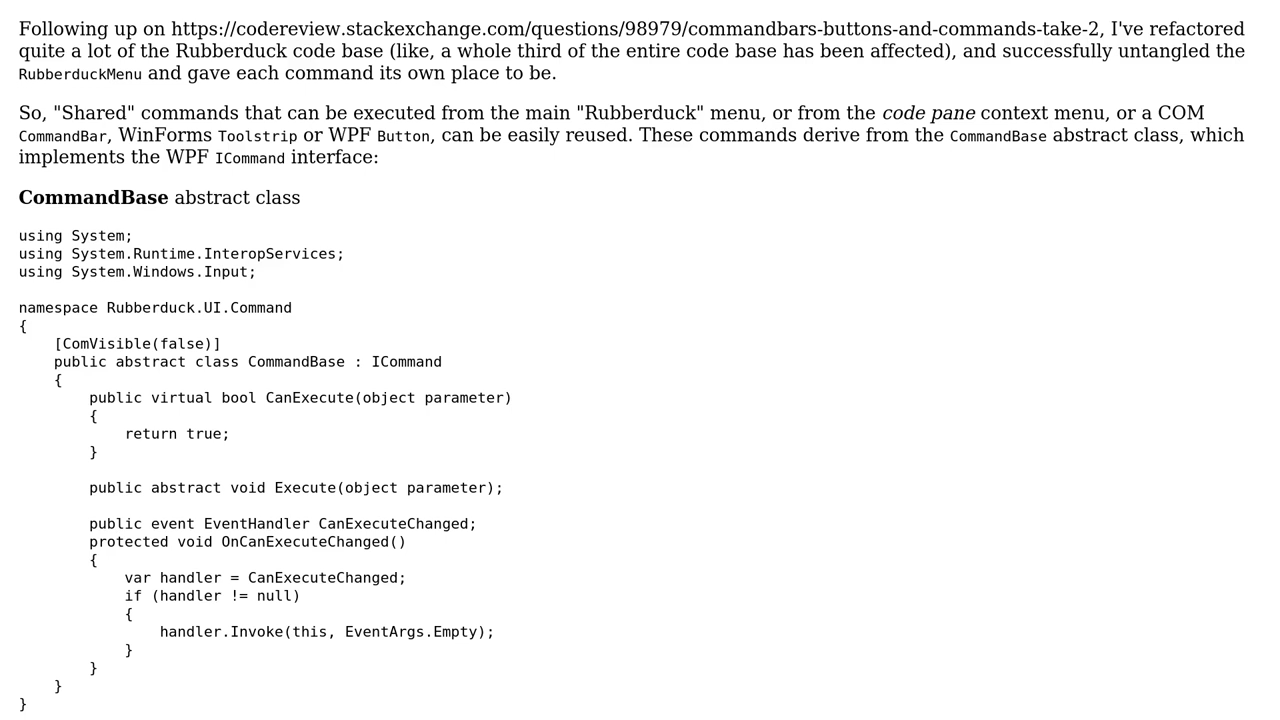 Following up on https://codereview.stackexchange.com/questions/98979/commandbars-buttons-and-commands-take-2, I've refactored
quite a lot of the Rubberduck code base (like, a whole third of the entire code base has been affected), and successfully untangled the
RubberduckMenu and gave each command its own place to be.
So, "Shared" commands that can be executed from the main "Rubberduck" menu, or from the code pane context menu, or a COM
CommandBar, WinForms Toolstrip or WPF Button, can be easily reused. These commands derive from the CommandBase abstract class, which
implements the WPF ICommand interface:
CommandBase abstract class
using System;
using System.Runtime.InteropServices;
using System.Windows.Input;

namespace Rubberduck.UI.Command
{
    [ComVisible(false)]
    public abstract class CommandBase : ICommand
    {
        public virtual bool CanExecute(object parameter)
        {
            return true;
        }

        public abstract void Execute(object parameter);

        public event EventHandler CanExecuteChanged;
        protected void OnCanExecuteChanged()
        {
            var handler = CanExecuteChanged;
            if (handler != null)
            {
                handler.Invoke(this, EventArgs.Empty);
            }
        }
    }
}